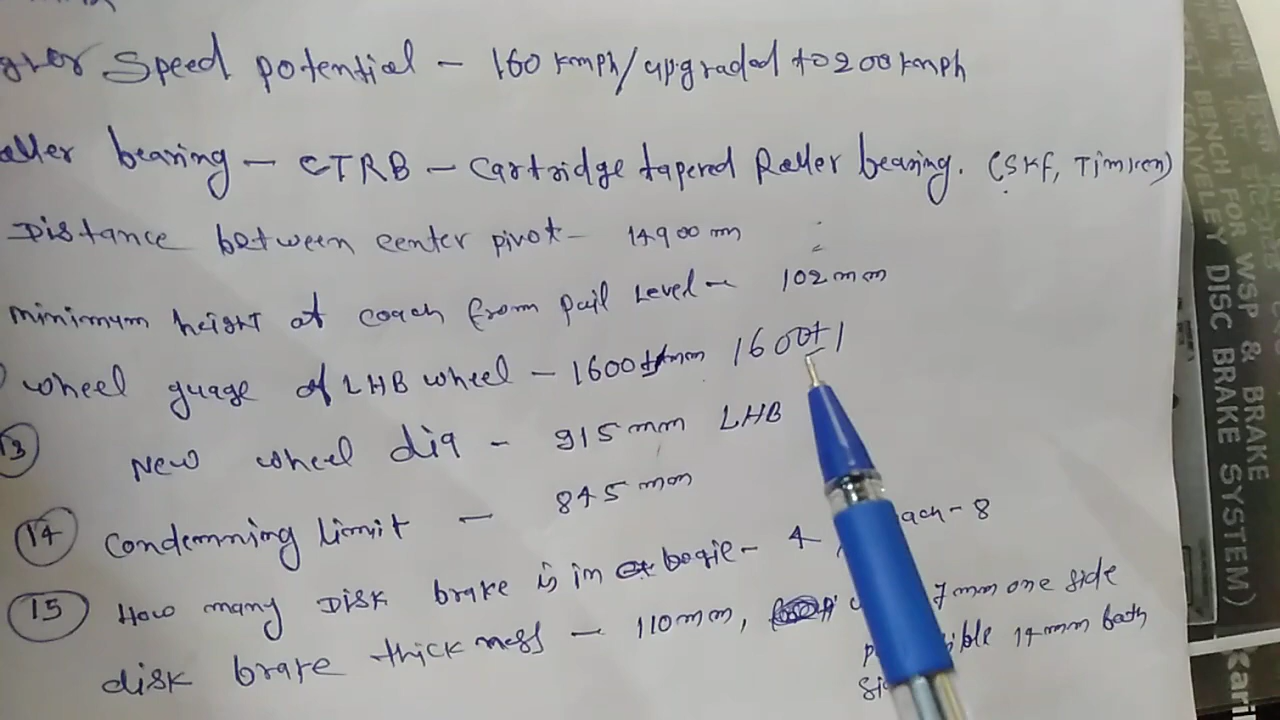 Speed potential - 160 kmph/upgraded to 200 kmph
bearing - CTRB - Cartridge tapered Roller bearing. (SKF, Timken)
Distance between center pivot - 14900 mm
minimum height of coach from Rail Level - 102 mm
wheel guage of LHB wheel - 1600 mm 1600±1
13 New wheel dia - 915 mm LHB
14 Condemning limit - 845 mm
15 How many Disk brake is in bogie - 4 - 8
disk brake thickness - 110 mm, 7 mm one side
14 mm both
BENCH FOR WSP & BRAKE
DISC BRAKE SYSTEM)